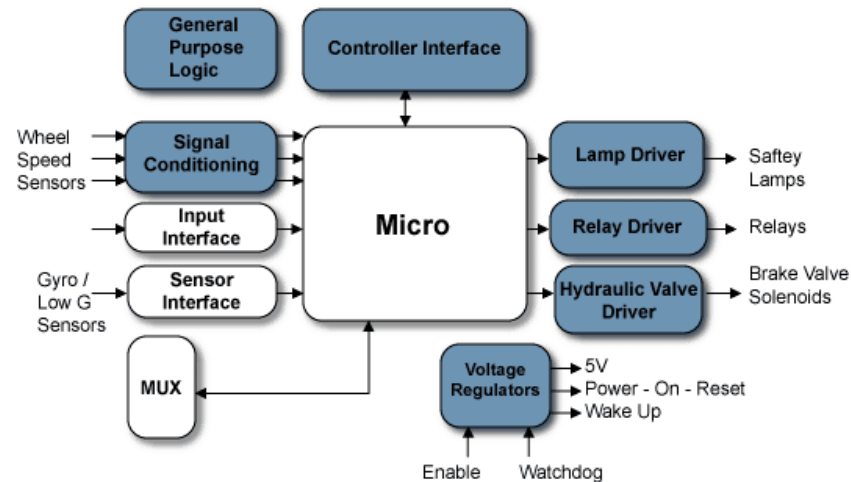 General
Purpose
Logic
Controller Interface
Wheel
Speed
Sensors
Signal
Conditioning
Lamp Driver
Saftey
Lamps
Input
Interface
Micro
Relay Driver
Relays
Gyro /
Low G
Sensors
Sensor
Interface
Hydraulic Valve
Driver
Brake Valve
Solenoids
MUX
Voltage
Regulators
5V
Power - On - Reset
Wake Up
Enable
Watchdog